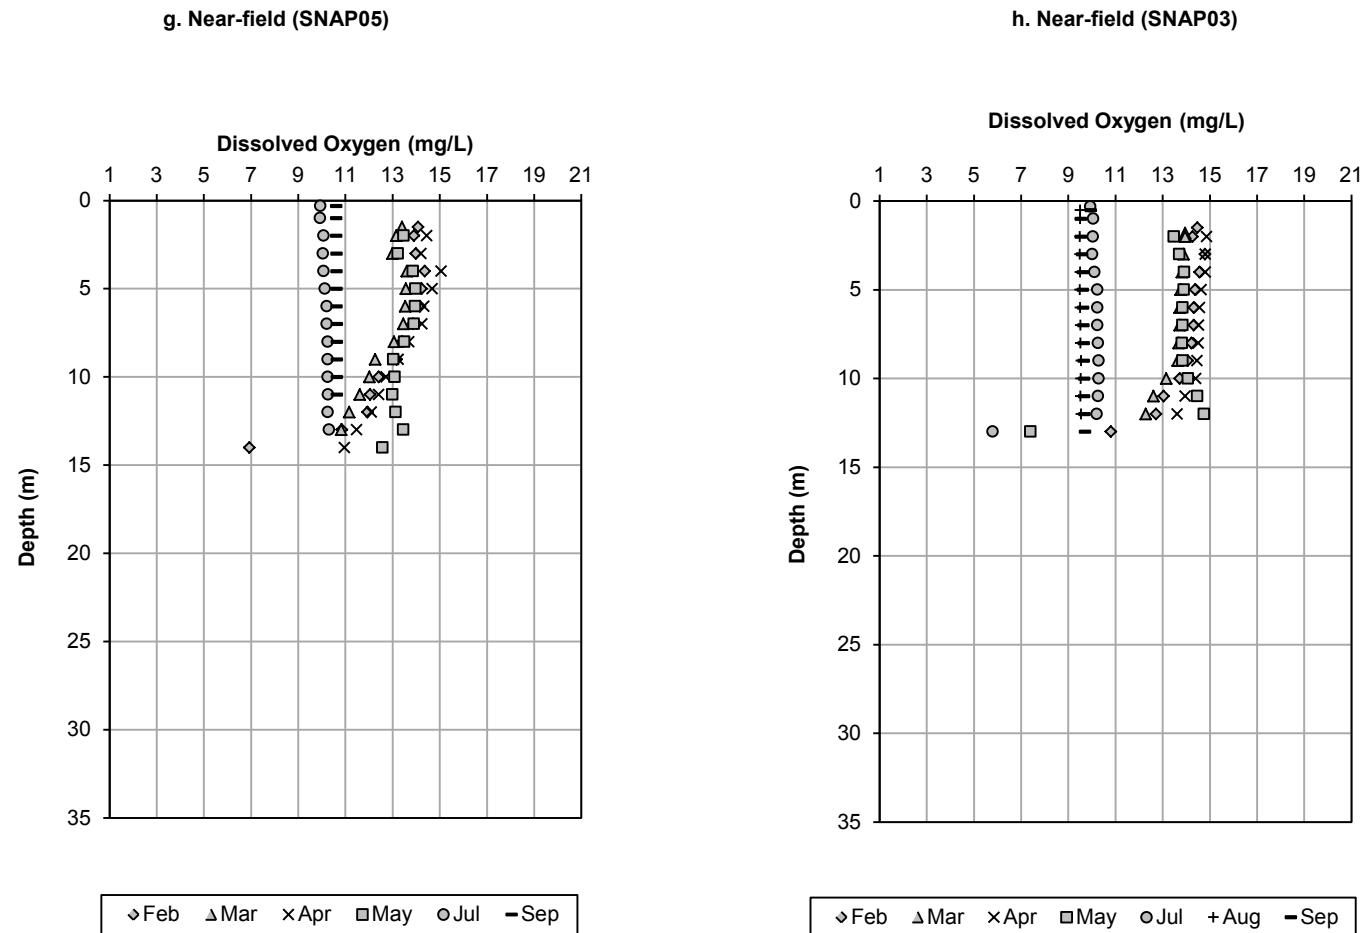 g. Near-field (SNAP05)
Dissolved Oxygen (mg/L)
1 3 5 7 9 11 13 15 17 19 21
0
5
10
15
20
25
30
35
Depth (m)
Feb Mar Apr May Jul Sep
h. Near-field (SNAP03)
Dissolved Oxygen (mg/L)
1 3 5 7 9 11 13 15 17 19 21
0
5
10
15
20
25
30
35
Depth (m)
Feb Mar Apr May Jul Aug Sep